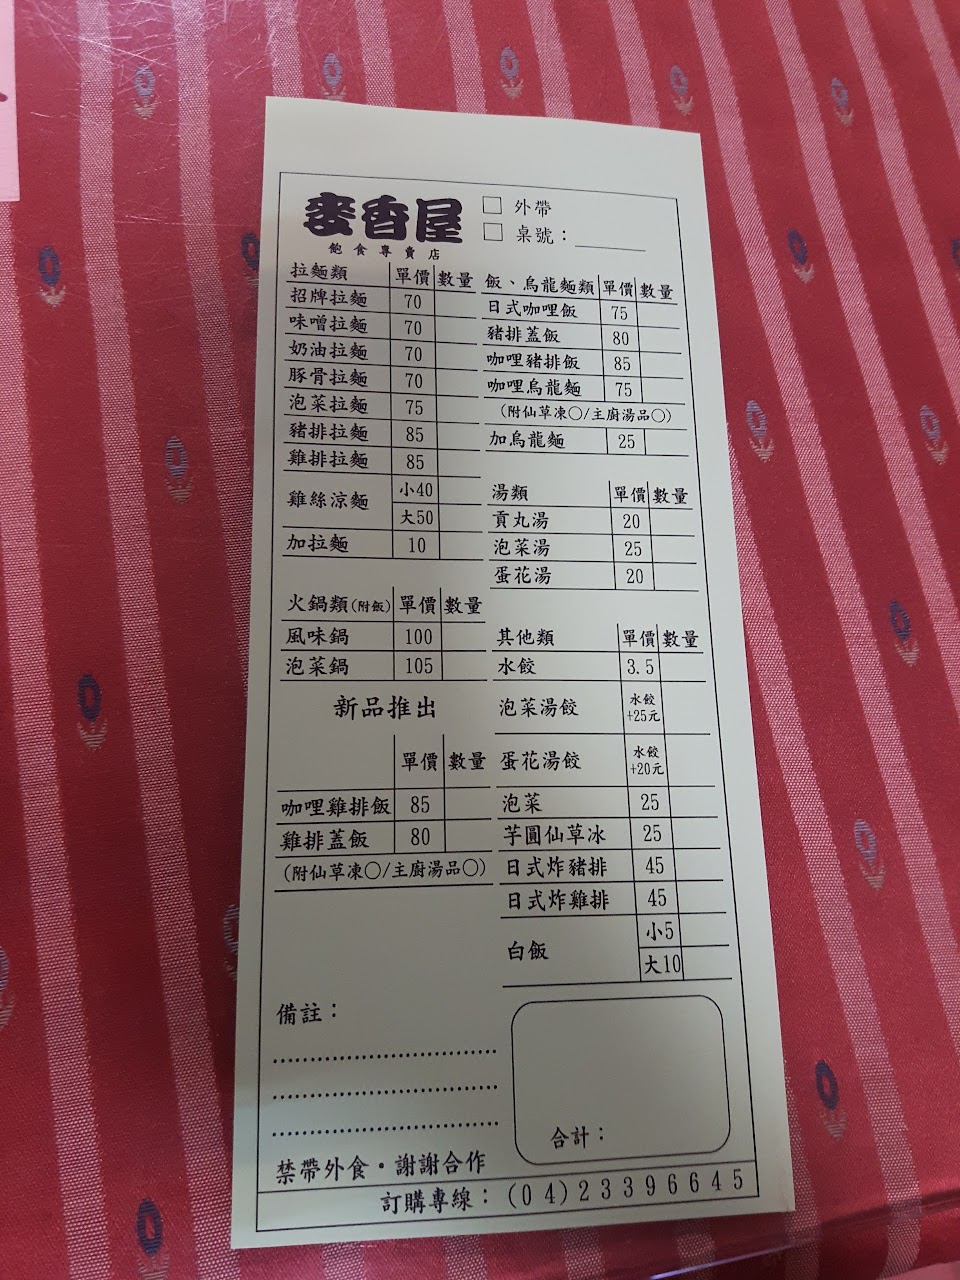 麥香屋
飽食專賣店
□ 外帶
□ 桌號：
拉麵類 單價 數量
招牌拉麵 70
味噌拉麵 70
奶油拉麵 70
豚骨拉麵 70
泡菜拉麵 75
豬排拉麵 85
雞排拉麵 85
雞絲涼麵 小40
大50
加拉麵 10
火鍋類(附飯) 單價 數量
風味鍋 100
泡菜鍋 105
新品推出
單價 數量
咖哩雞排飯 85
雞排蓋飯 80
(附仙草凍○/主廚湯品○)
飯、烏龍麵類 單價 數量
日式咖哩飯 75
豬排蓋飯 80
咖哩豬排飯 85
咖哩烏龍麵 75
(附仙草凍○/主廚湯品○)
加烏龍麵 25
湯類 單價 數量
貢丸湯 20
泡菜湯 25
蛋花湯 20
其他類 單價 數量
水餃 3.5
泡菜湯餃 水餃
+25元
蛋花湯餃 水餃
+20元
泡菜 25
芋圓仙草冰 25
日式炸豬排 45
日式炸雞排 45
白飯 小5
大10
備註：
合計：
禁帶外食・謝謝合作
訂購專線：(04)23396645